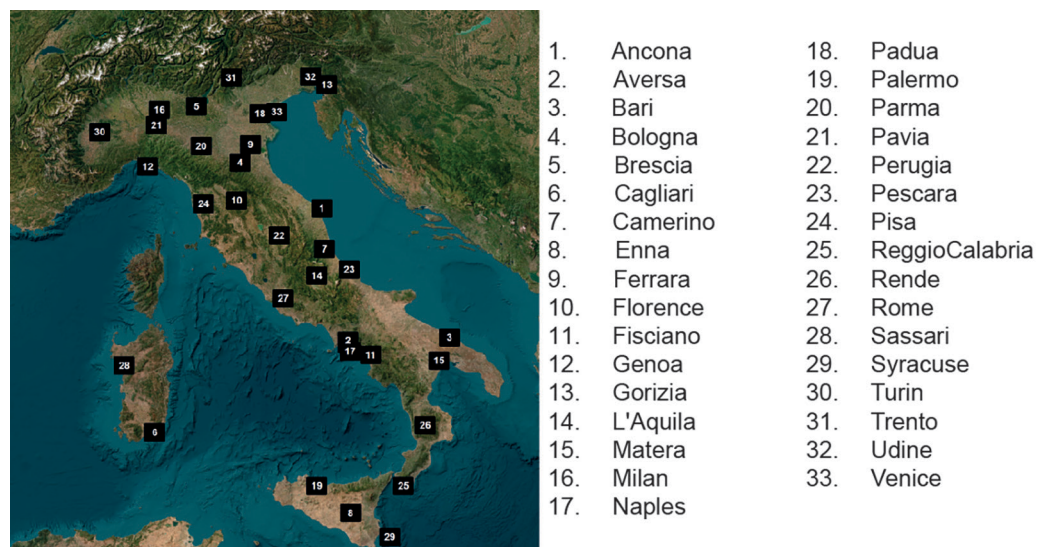 31
32
13
16
5
18
33
21
30
20
9
4
12
24
10
1
22
7
14
23
27
2
3
17
11
15
28
26
6
19
25
8
29
1. Ancona
2. Aversa
3. Bari
4. Bologna
5. Brescia
6. Cagliari
7. Camerino
8. Enna
9. Ferrara
10. Florence
11. Fisciano
12. Genoa
13. Gorizia
14. L'Aquila
15. Matera
16. Milan
17. Naples
18. Padua
19. Palermo
20. Parma
21. Pavia
22. Perugia
23. Pescara
24. Pisa
25. ReggioCalabria
26. Rende
27. Rome
28. Sassari
29. Syracuse
30. Turin
31. Trento
32. Udine
33. Venice